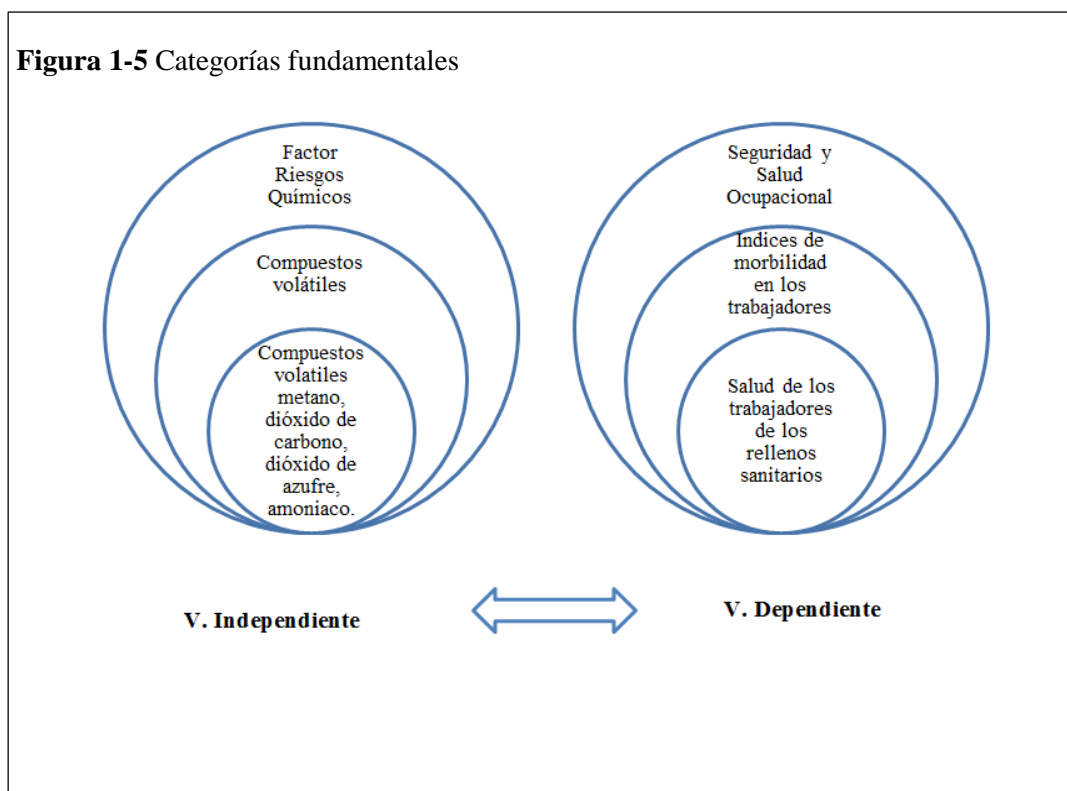 Figura 1-5 Categorías fundamentales
Factor
Riesgos
Químicos
Compuestos
volátiles
Compuestos
volatiles
metano,
dióxido de
carbono,
dióxido de
azufre,
amoniaco.
V. Independiente
Seguridad y
Salud
Ocupacional
Indices de
morbilidad
en los
trabajadores
Salud de los
trabajadores
de los
rellenos
sanitarios
V. Dependiente